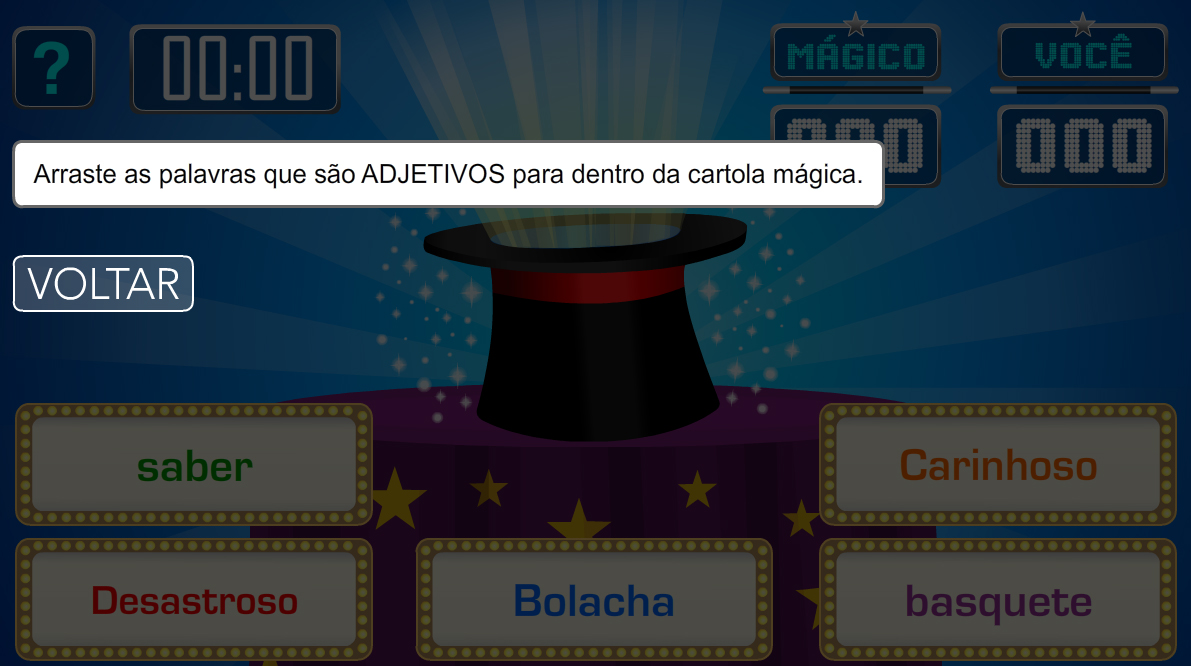 ?
00:00
MÁGICO
VOCÊ
000
000
Arraste as palavras que são ADJETIVOS para dentro da cartola mágica.
VOLTAR
saber
Carinhoso
Desastroso
Bolacha
basquete